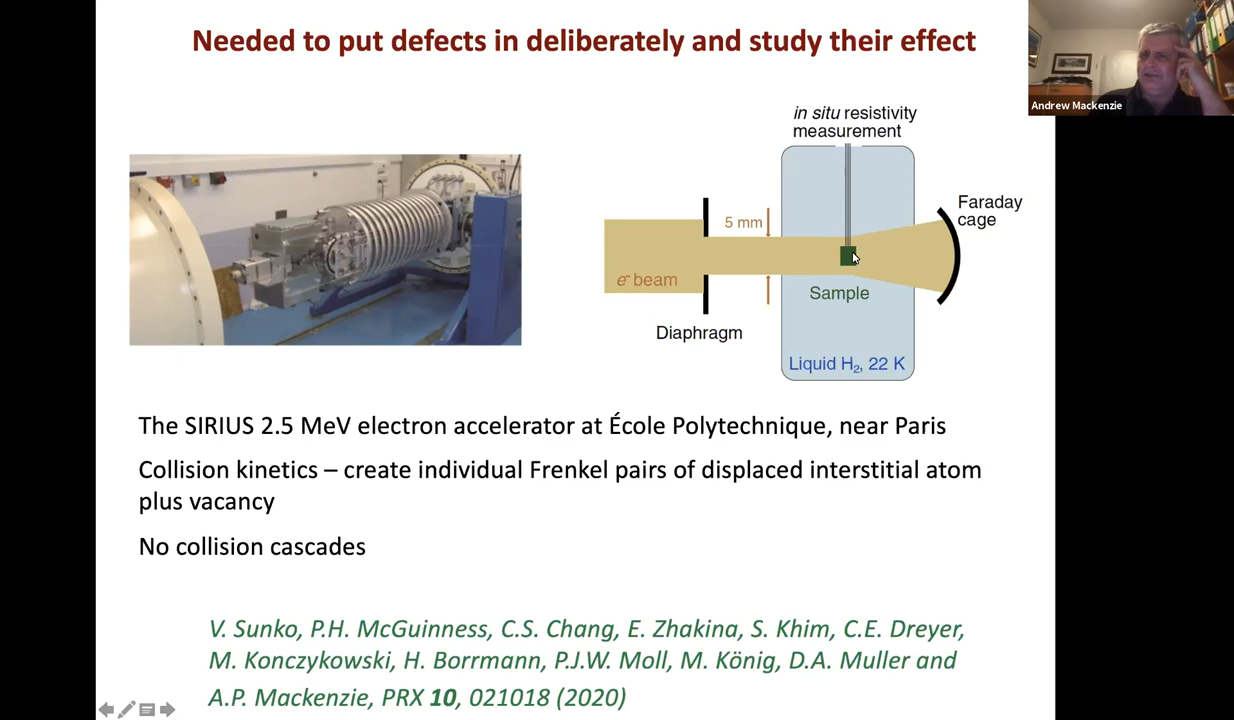 Needed to put defects in deliberately and study their effect
Andrew Mackenzie
in situ resistivity
measurement
Faraday
cage
5 mm
e⁻ beam
Sample
Diaphragm
Liquid H₂, 22 K
The SIRIUS 2.5 MeV electron accelerator at École Polytechnique, near Paris
Collision kinetics – create individual Frenkel pairs of displaced interstitial atom
plus vacancy
No collision cascades
V. Sunko, P.H. McGuinness, C.S. Chang, E. Zhakina, S. Khim, C.E. Dreyer,
M. Konczykowski, H. Borrmann, P.J.W. Moll, M. König, D.A. Muller and
A.P. Mackenzie, PRX 10, 021018 (2020)